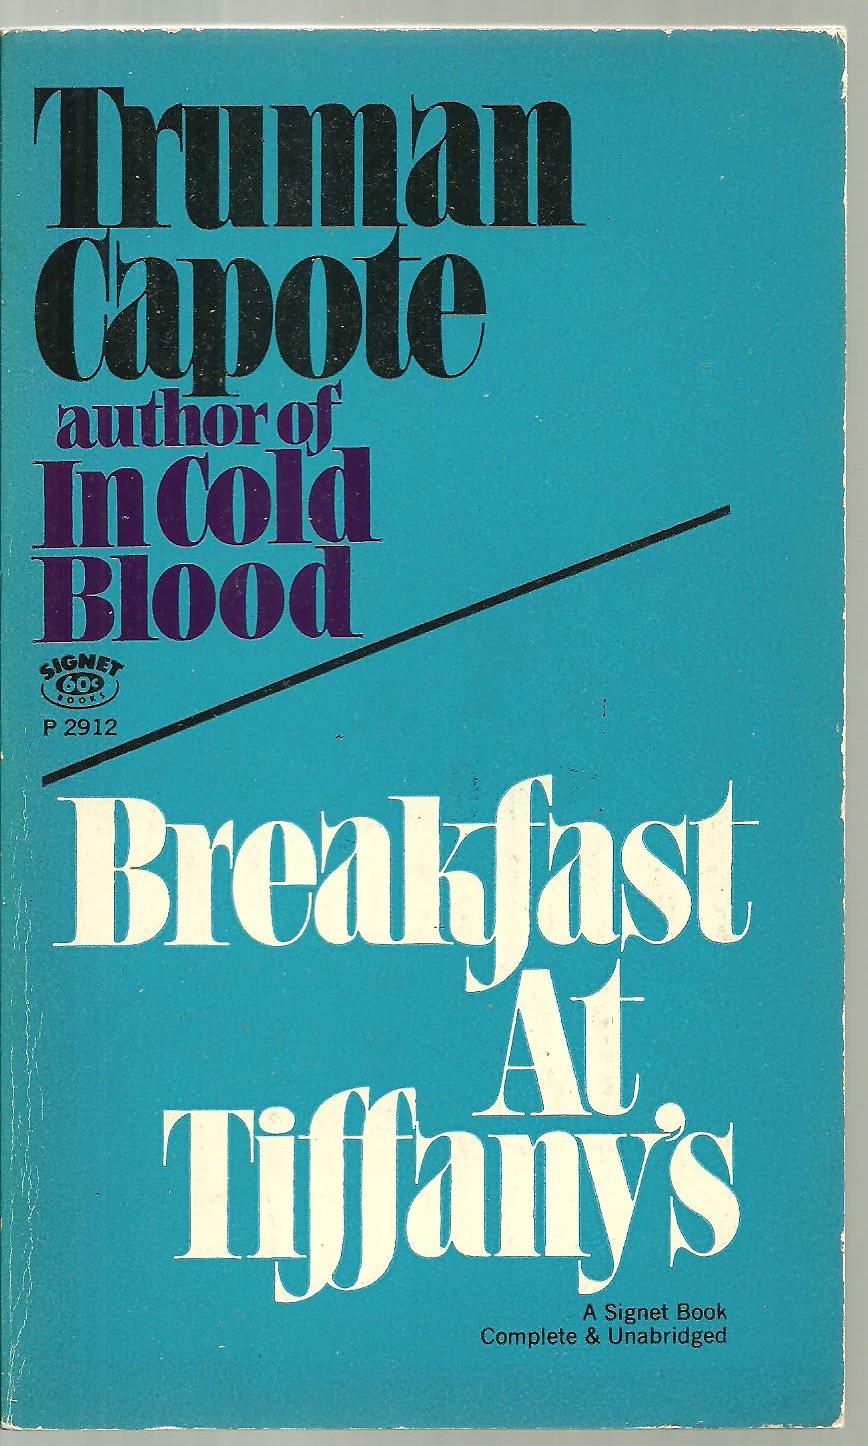 Truman
Capote
author of
In Cold
Blood
SIGNET
60¢
BOOKS
P 2912
Breakfast
At
Tiffany's
A Signet Book
Complete & Unabridged